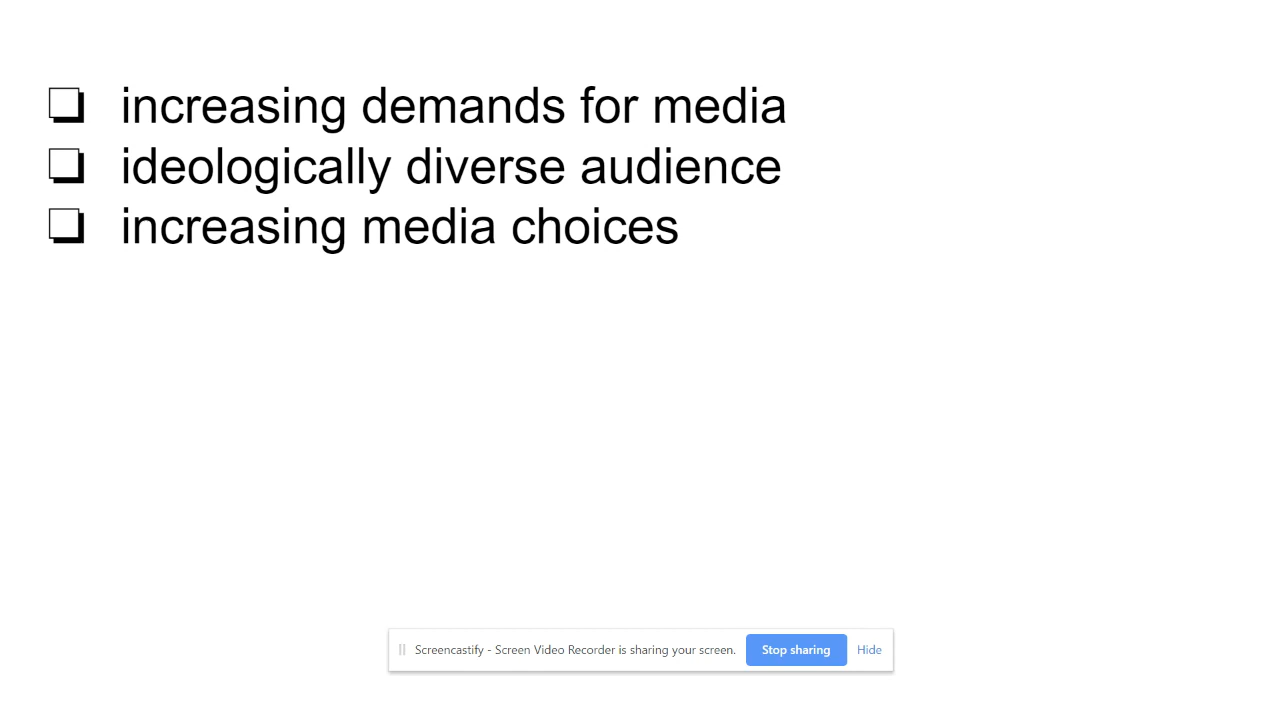 ❏ increasing demands for media
❏ ideologically diverse audience
❏ increasing media choices
Screencastify - Screen Video Recorder is sharing your screen. Stop sharing Hide